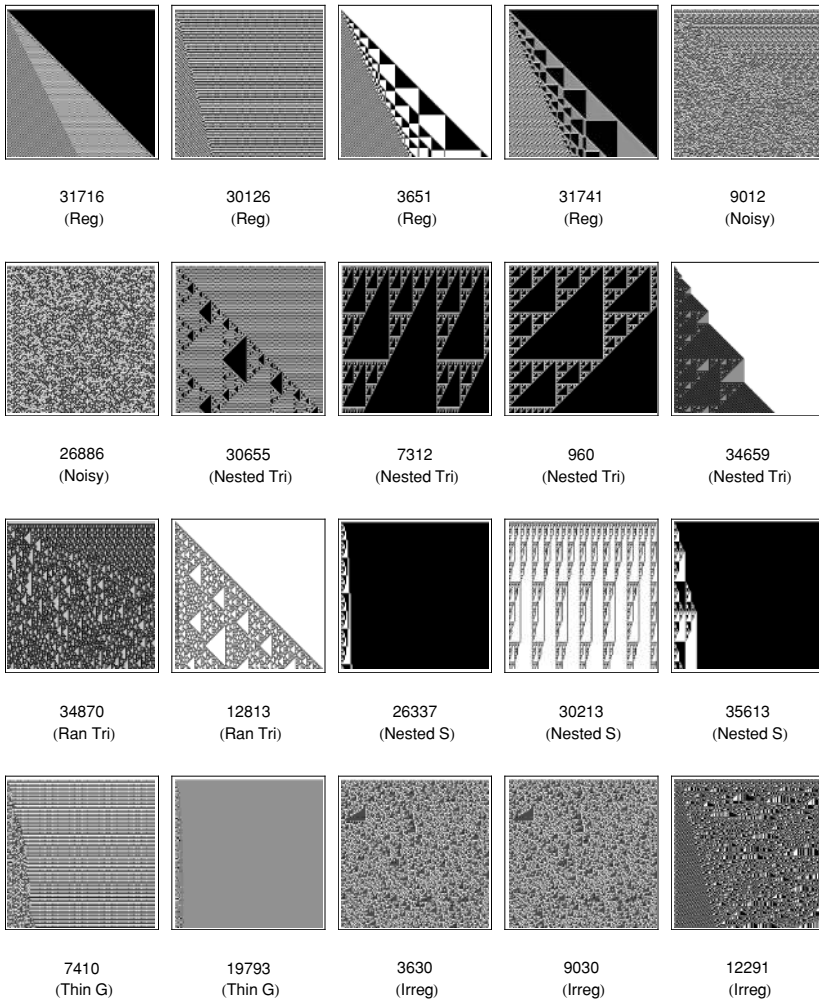 31716 30126 3651 31741 9012
(Reg) (Reg) (Reg) (Reg) (Noisy)
26886 30655 7312 960 34659
(Noisy) (Nested Tri) (Nested Tri) (Nested Tri) (Nested Tri)
34870 12813 26337 30213 35613
(Ran Tri) (Ran Tri) (Nested S) (Nested S) (Nested S)
7410 19793 3630 9030 12291
(Thin G) (Thin G) (Irreg) (Irreg) (Irreg)